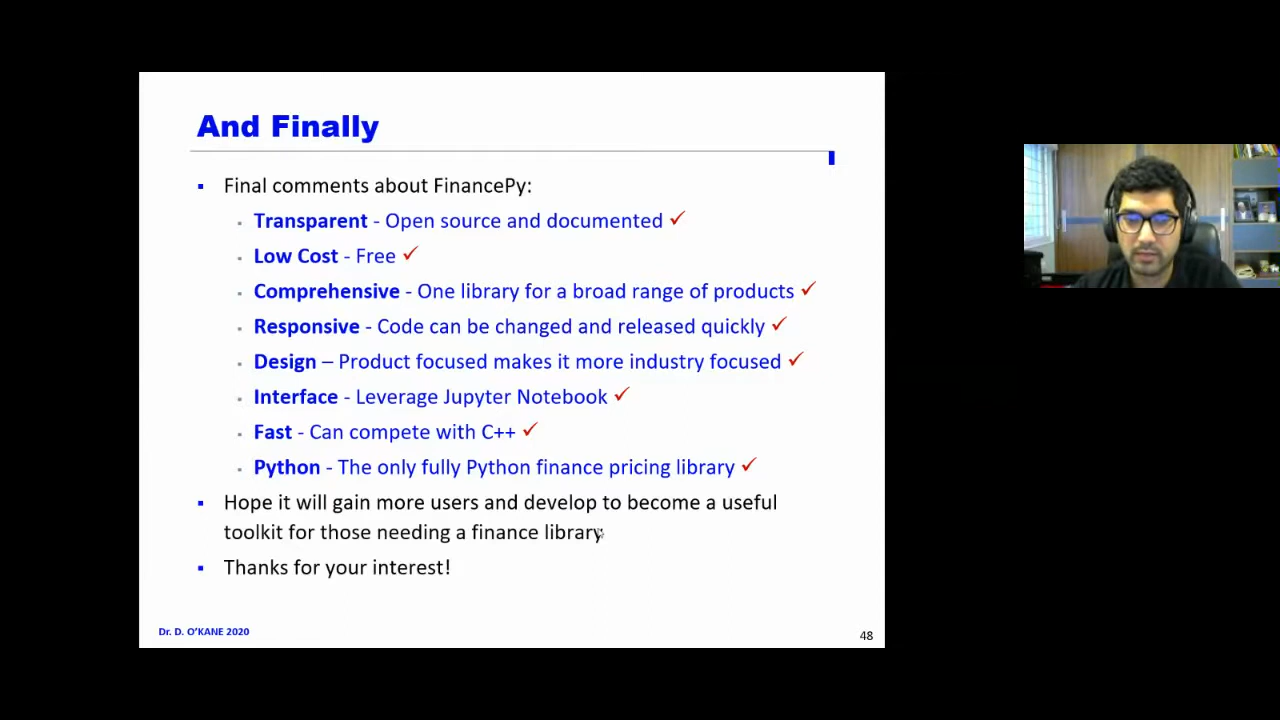 And Finally
▪ Final comments about FinancePy:
▪ Transparent - Open source and documented ✓
▪ Low Cost - Free ✓
▪ Comprehensive - One library for a broad range of products ✓
▪ Responsive - Code can be changed and released quickly ✓
▪ Design – Product focused makes it more industry focused ✓
▪ Interface - Leverage Jupyter Notebook ✓
▪ Fast - Can compete with C++ ✓
▪ Python - The only fully Python finance pricing library ✓
▪ Hope it will gain more users and develop to become a useful
toolkit for those needing a finance library
▪ Thanks for your interest!
Dr. D. O'KANE 2020
48